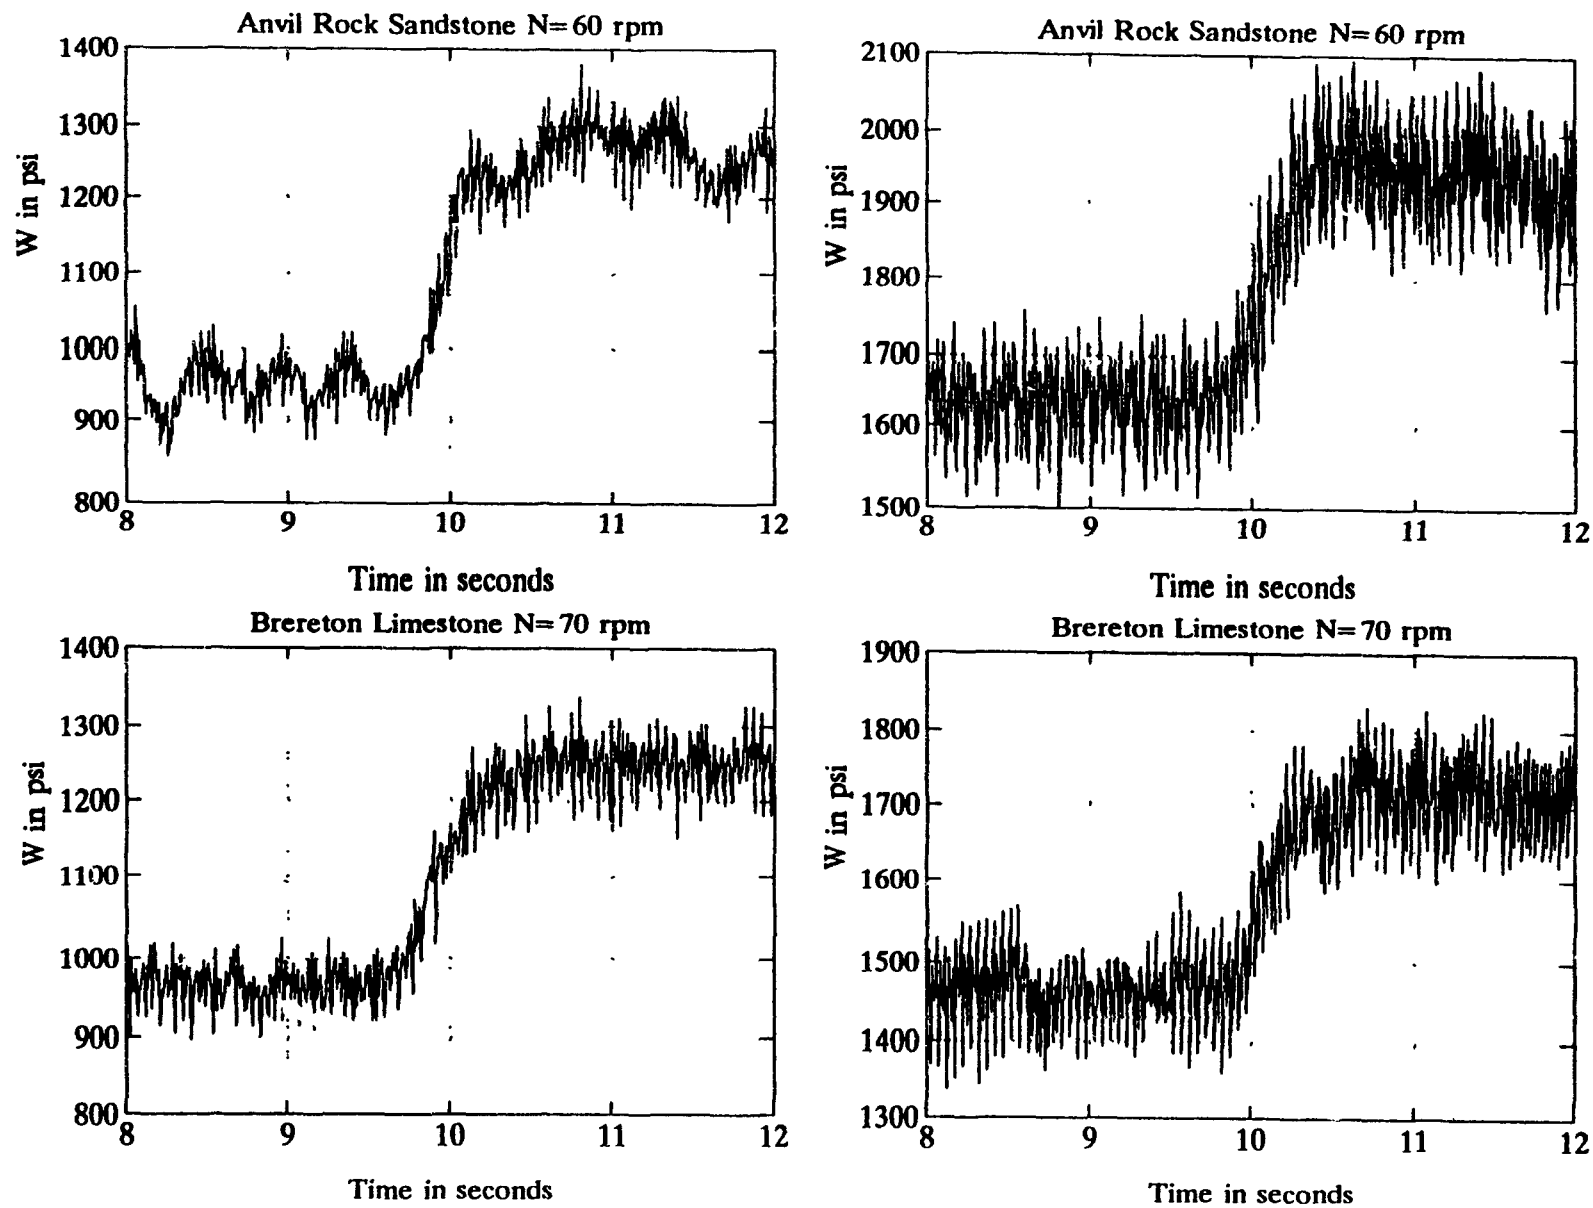 Anvil Rock Sandstone N=60 rpm
1400
1300
1200
1100
1000
900
800
W in psi
8 9 10 11 12
Time in seconds
Anvil Rock Sandstone N=60 rpm
2100
2000
1900
1800
1700
1600
1500
W in psi
8 9 10 11 12
Time in seconds
Brereton Limestone N=70 rpm
1400
1300
1200
1100
1000
900
800
W in psi
8 9 10 11 12
Time in seconds
Brereton Limestone N=70 rpm
1900
1800
1700
1600
1500
1400
1300
W in psi
8 9 10 11 12
Time in seconds